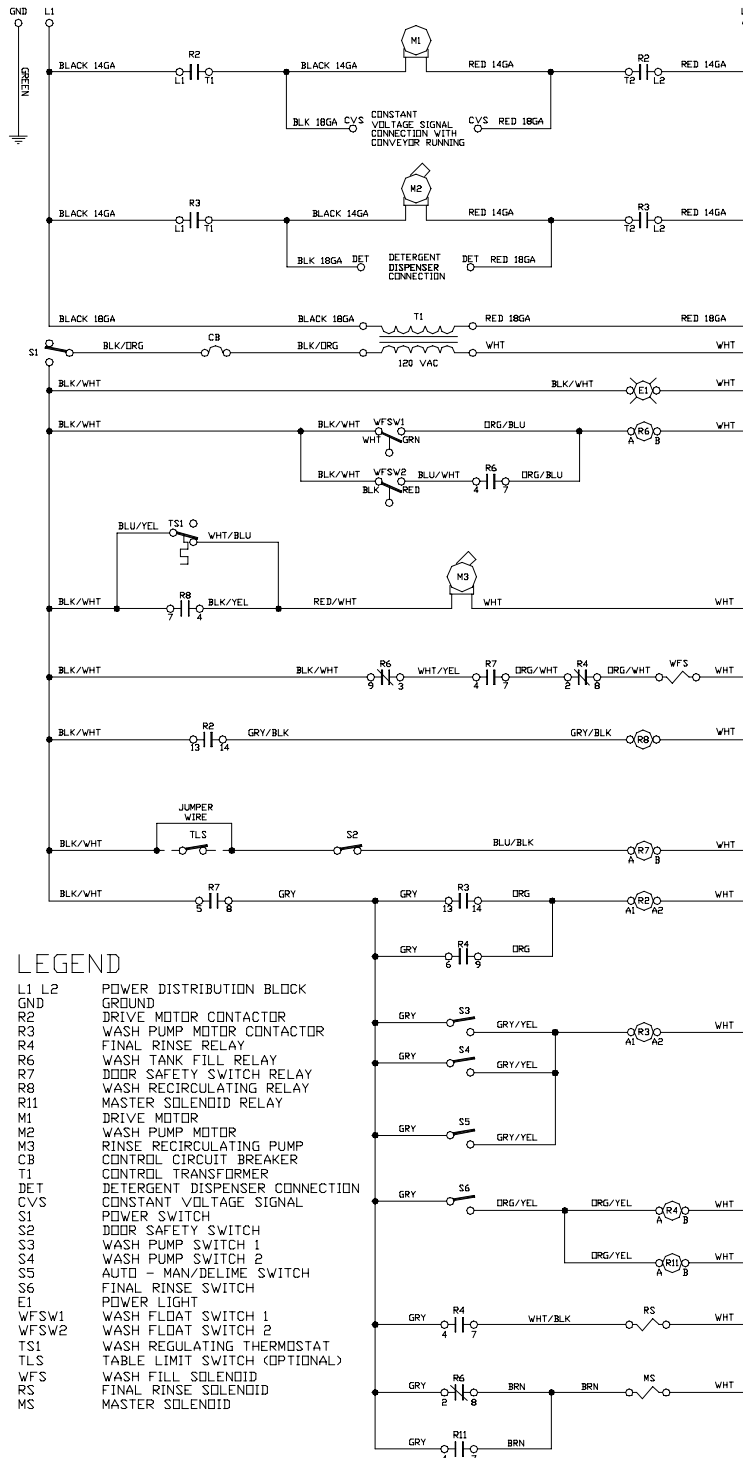 GND L1 L
GREEN
M1
R2 R2
BLACK 14GA BLACK 14GA RED 14GA RED 14GA
L1 T1 T2 L2
BLK 18GA CVS CONSTANT VOLTAGE SIGNAL CONNECTION WITH CONVEYOR RUNNING CVS RED 18GA
M2
R3 R3
BLACK 14GA BLACK 14GA RED 14GA RED 14GA
L1 T1 T2 L2
BLK 18GA DET DETERGENT DISPENSER CONNECTION DET RED 18GA
BLACK 18GA BLACK 18GA T1 RED 18GA RED 18GA
S1 BLK/ORG CB BLK/ORG WHT
120 VAC
BLK/WHT BLK/WHT E1 WHT
BLK/WHT BLK/WHT WFSW1 ORG/BLU R6 WHT
WHT GRN A B
BLK/WHT WFSW2 BLU/WHT R6 ORG/BLU
BLK RED 4 7
BLU/YEL TS1 WHT/BLU
M3
R8
BLK/WHT BLK/YEL RED/WHT WHT WHT
7 4
BLK/WHT BLK/WHT R6 WHT/YEL R7 ORG/WHT R4 ORG/WHT WFS WHT
9 3 4 7 2 8
BLK/WHT R2 GRY/BLK GRY/BLK R8 WHT
13 14
JUMPER
WIRE
BLK/WHT TLS S2 BLU/BLK R7 WHT
A B
BLK/WHT R7 GRY GRY R3 ORG R2 WHT
5 8 13 14 A1 A2
GRY R4 ORG
6 9
GRY S3 GRY/YEL R3 WHT
A1 A2
GRY S4 GRY/YEL
GRY S5 GRY/YEL
GRY S6 ORG/YEL ORG/YEL R4 WHT
A B
ORG/YEL R11 WHT
A B
GRY R4 WHT/BLK RS WHT
4 7
GRY R6 BRN BRN MS WHT
2 8
GRY R11 BRN
LEGEND
L1 L2 POWER DISTRIBUTION BLOCK
GND GROUND
R2 DRIVE MOTOR CONTACTOR
R3 WASH PUMP MOTOR CONTACTOR
R4 FINAL RINSE RELAY
R6 WASH TANK FILL RELAY
R7 DOOR SAFETY SWITCH RELAY
R8 WASH RECIRCULATING RELAY
R11 MASTER SOLENOID RELAY
M1 DRIVE MOTOR
M2 WASH PUMP MOTOR
M3 RINSE RECIRCULATING PUMP
CB CONTROL CIRCUIT BREAKER
T1 CONTROL TRANSFORMER
DET DETERGENT DISPENSER CONNECTION
CVS CONSTANT VOLTAGE SIGNAL
S1 POWER SWITCH
S2 DOOR SAFETY SWITCH
S3 WASH PUMP SWITCH 1
S4 WASH PUMP SWITCH 2
S5 AUTO - MAN/DELIME SWITCH
S6 FINAL RINSE SWITCH
E1 POWER LIGHT
WFSW1 WASH FLOAT SWITCH 1
WFSW2 WASH FLOAT SWITCH 2
TS1 WASH REGULATING THERMOSTAT
TLS TABLE LIMIT SWITCH (OPTIONAL)
WFS WASH FILL SOLENOID
RS FINAL RINSE SOLENOID
MS MASTER SOLENOID